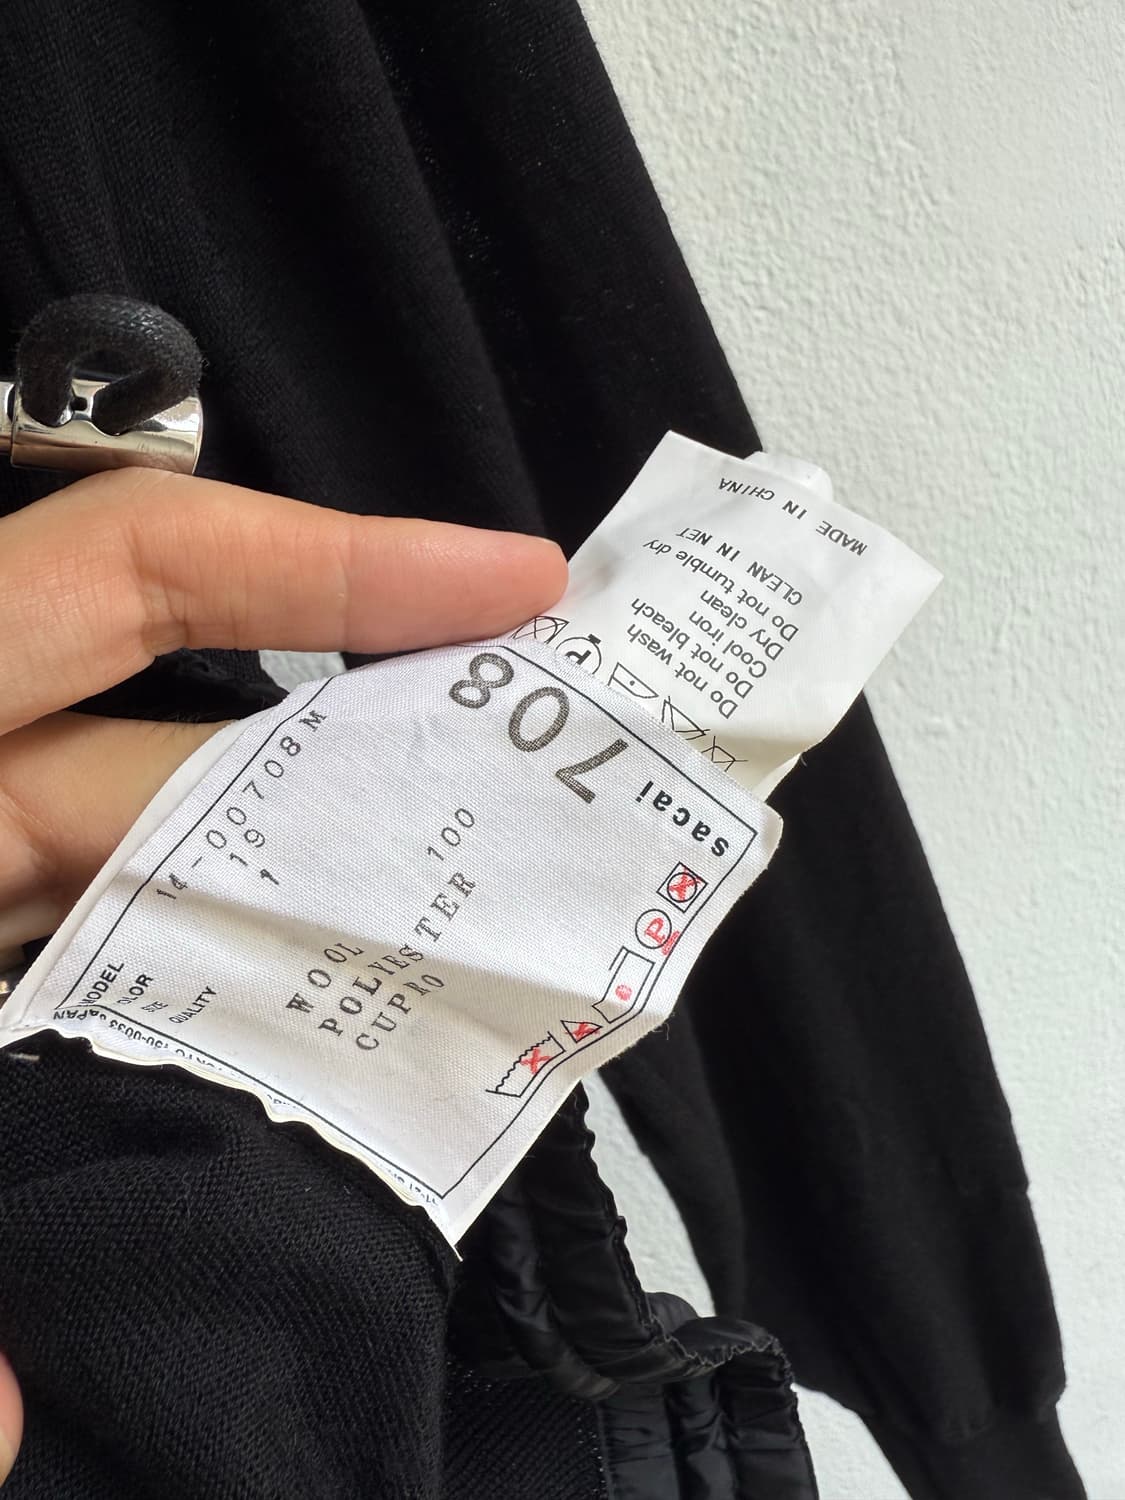 sacai
708
MODEL 14-00708M
COLOR 19
SIZE 1
QUALITY
WOOL
POLYESTER 100
CUPRO
P
Do not wash
Do not bleach
Cool iron
Dry clean
Do not tumble dry
CLEAN IN NET
MADE IN CHINA
P